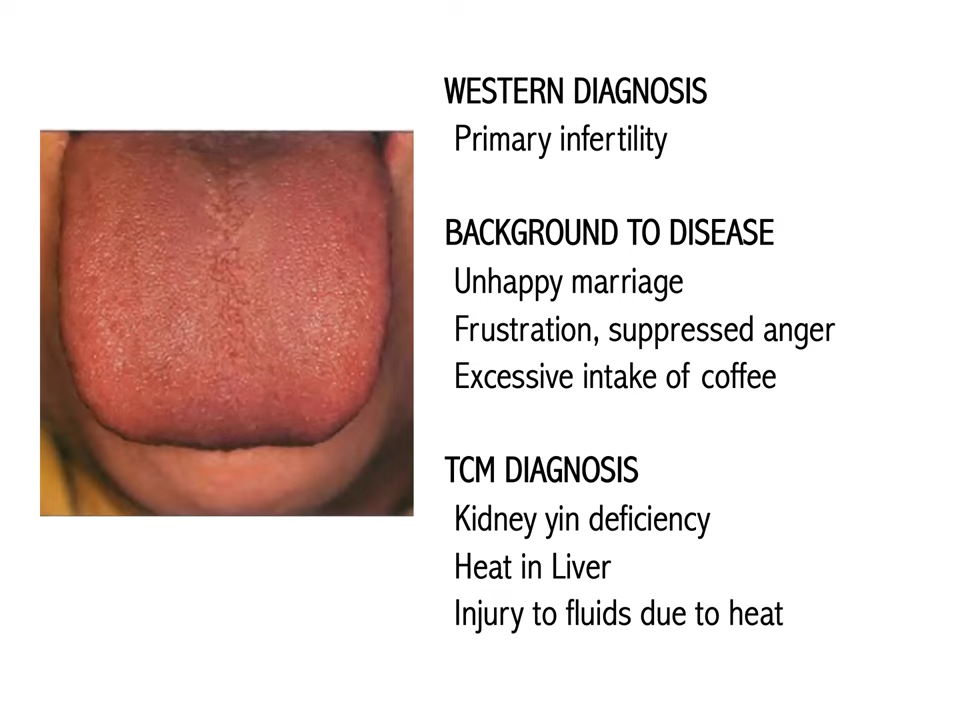 WESTERN DIAGNOSIS
Primary infertility
BACKGROUND TO DISEASE
Unhappy marriage
Frustration, suppressed anger
Excessive intake of coffee
TCM DIAGNOSIS
Kidney yin deficiency
Heat in Liver
Injury to fluids due to heat